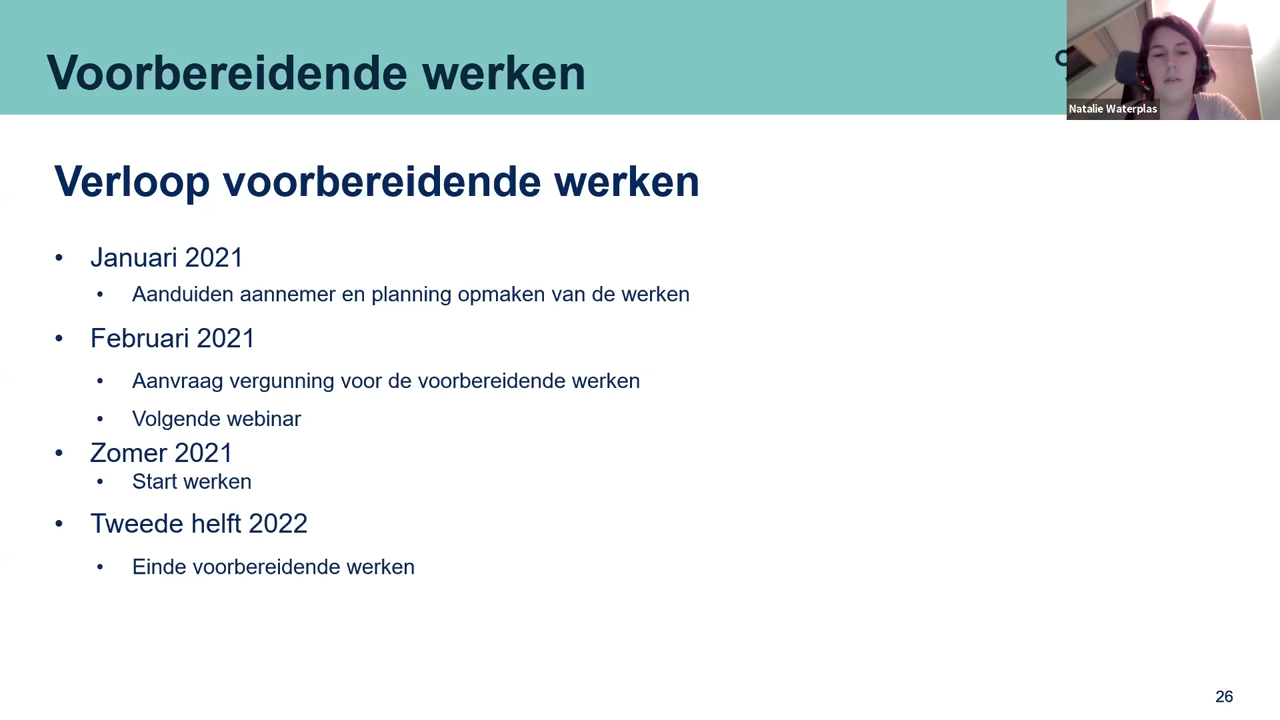 Voorbereidende werken
Natalie Waterplas
Verloop voorbereidende werken
• Januari 2021
• Aanduiden aannemer en planning opmaken van de werken
• Februari 2021
• Aanvraag vergunning voor de voorbereidende werken
• Volgende webinar
• Zomer 2021
• Start werken
• Tweede helft 2022
• Einde voorbereidende werken
26